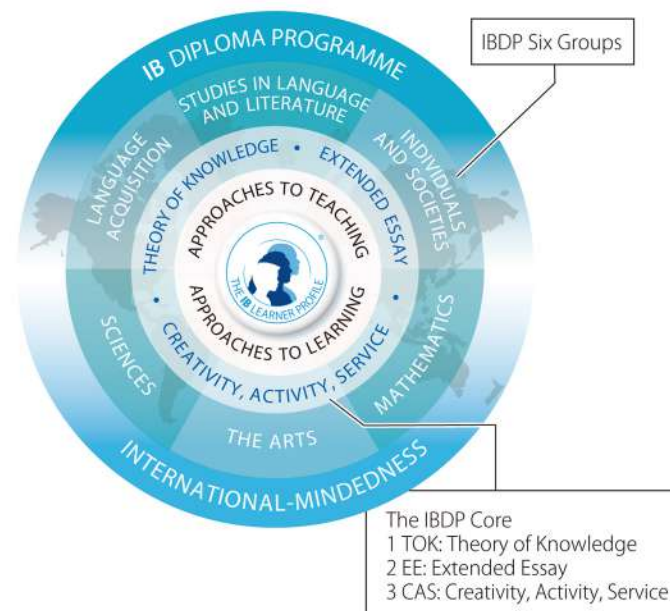 IB DIPLOMA PROGRAMME
STUDIES IN LANGUAGE
AND LITERATURE
INDIVIDUALS
AND SOCIETIES
LANGUAGE
ACQUISITION
THEORY OF KNOWLEDGE • EXTENDED ESSAY •
APPROACHES TO TEACHING
®
THE IB LEARNER PROFILE
APPROACHES TO LEARNING
CREATIVITY, ACTIVITY, SERVICE •
SCIENCES
MATHEMATICS
THE ARTS
INTERNATIONAL-MINDEDNESS
IBDP Six Groups
The IBDP Core
1 TOK: Theory of Knowledge
2 EE: Extended Essay
3 CAS: Creativity, Activity, Service